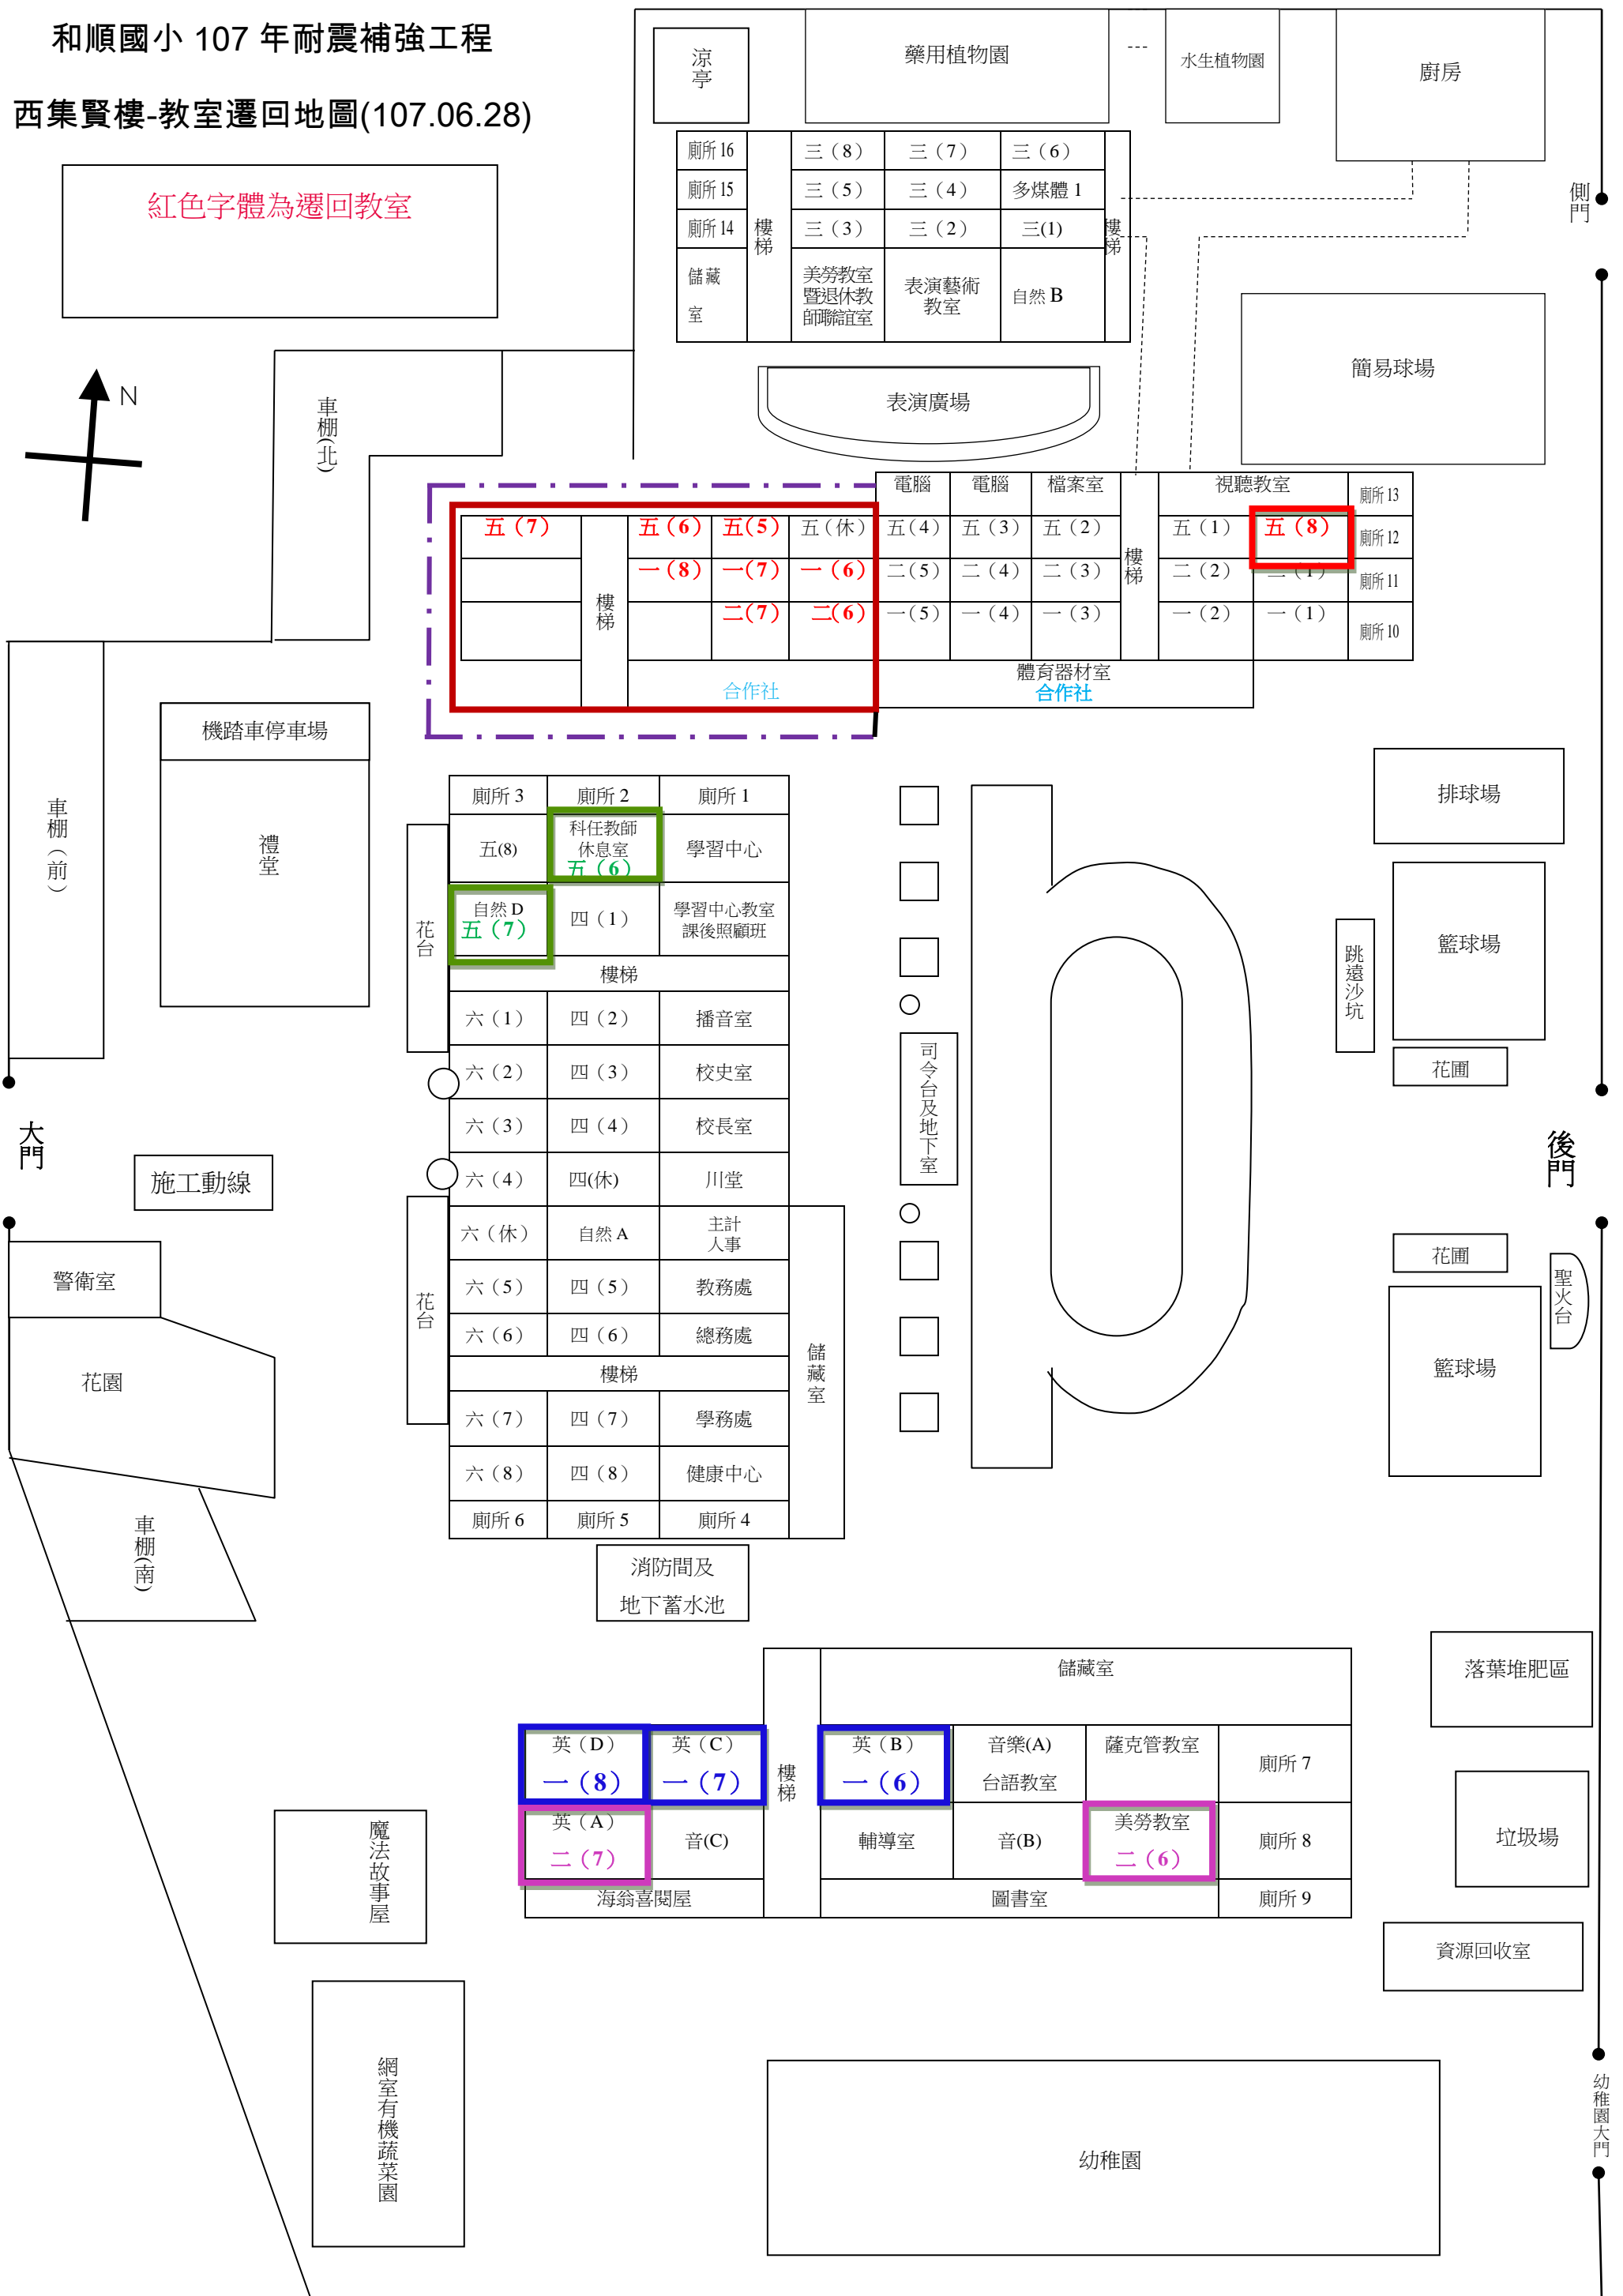 和順國小 107 年耐震補強工程
西集賢樓-教室遷回地圖(107.06.28)
紅色字體為遷回教室
N
涼亭
藥用植物園
水生植物園
廚房
側門
廁所 16
三（8）
三（7）
三（6）
廁所 15
三（5）
三（4）
多煤體 1
廁所 14
三（3）
三（2）
三(1)
樓梯
樓梯
儲藏
室
美勞教室
暨退休教
師聯誼室
表演藝術
教室
自然 B
簡易球場
表演廣場
車棚(北)
電腦
電腦
檔案室
視聽教室
廁所 13
五（7）
五（6）
五(5)
五（休）
五（4）
五（3）
五（2）
五（1）
五（8）
廁所 12
一(8)
一(7)
一（6）
二(5)
二（4）
二（3）
二（2）
二（1）
廁所 11
樓梯
樓梯
二(7)
二(6)
一(5)
一（4）
一（3）
一（2）
一（1）
廁所 10
合作社
體育器材室
合作社
機踏車停車場
禮堂
車棚（前）
廁所 3
廁所 2
廁所 1
五(8)
科任教師
休息室
五（6）
學習中心
自然 D
五（7）
四（1）
學習中心教室
課後照顧班
花台
樓梯
六（1）
四（2）
播音室
六（2）
四（3）
校史室
六（3）
四（4）
校長室
六（4）
四(休)
川堂
六（休）
自然 A
主計
人事
六（5）
四（5）
教務處
六（6）
四（6）
總務處
花台
樓梯
儲藏室
六（7）
四（7）
學務處
六（8）
四（8）
健康中心
廁所 6
廁所 5
廁所 4
消防間及
地下蓄水池
司令台及地下室
排球場
籃球場
跳遠沙坑
花圃
大門
後門
施工動線
花圃
聖火台
籃球場
警衛室
花園
車棚(南)
落葉堆肥區
儲藏室
英（D）
一（8）
英（C）
一（7）
樓梯
英（B）
一（6）
音樂(A)
台語教室
薩克管教室
廁所 7
英（A）
二（7）
音(C)
輔導室
音(B)
美勞教室
二（6）
廁所 8
海翁喜閱屋
圖書室
廁所 9
垃圾場
魔法故事屋
資源回收室
網室有機蔬菜園
幼稚園
幼稚園大門